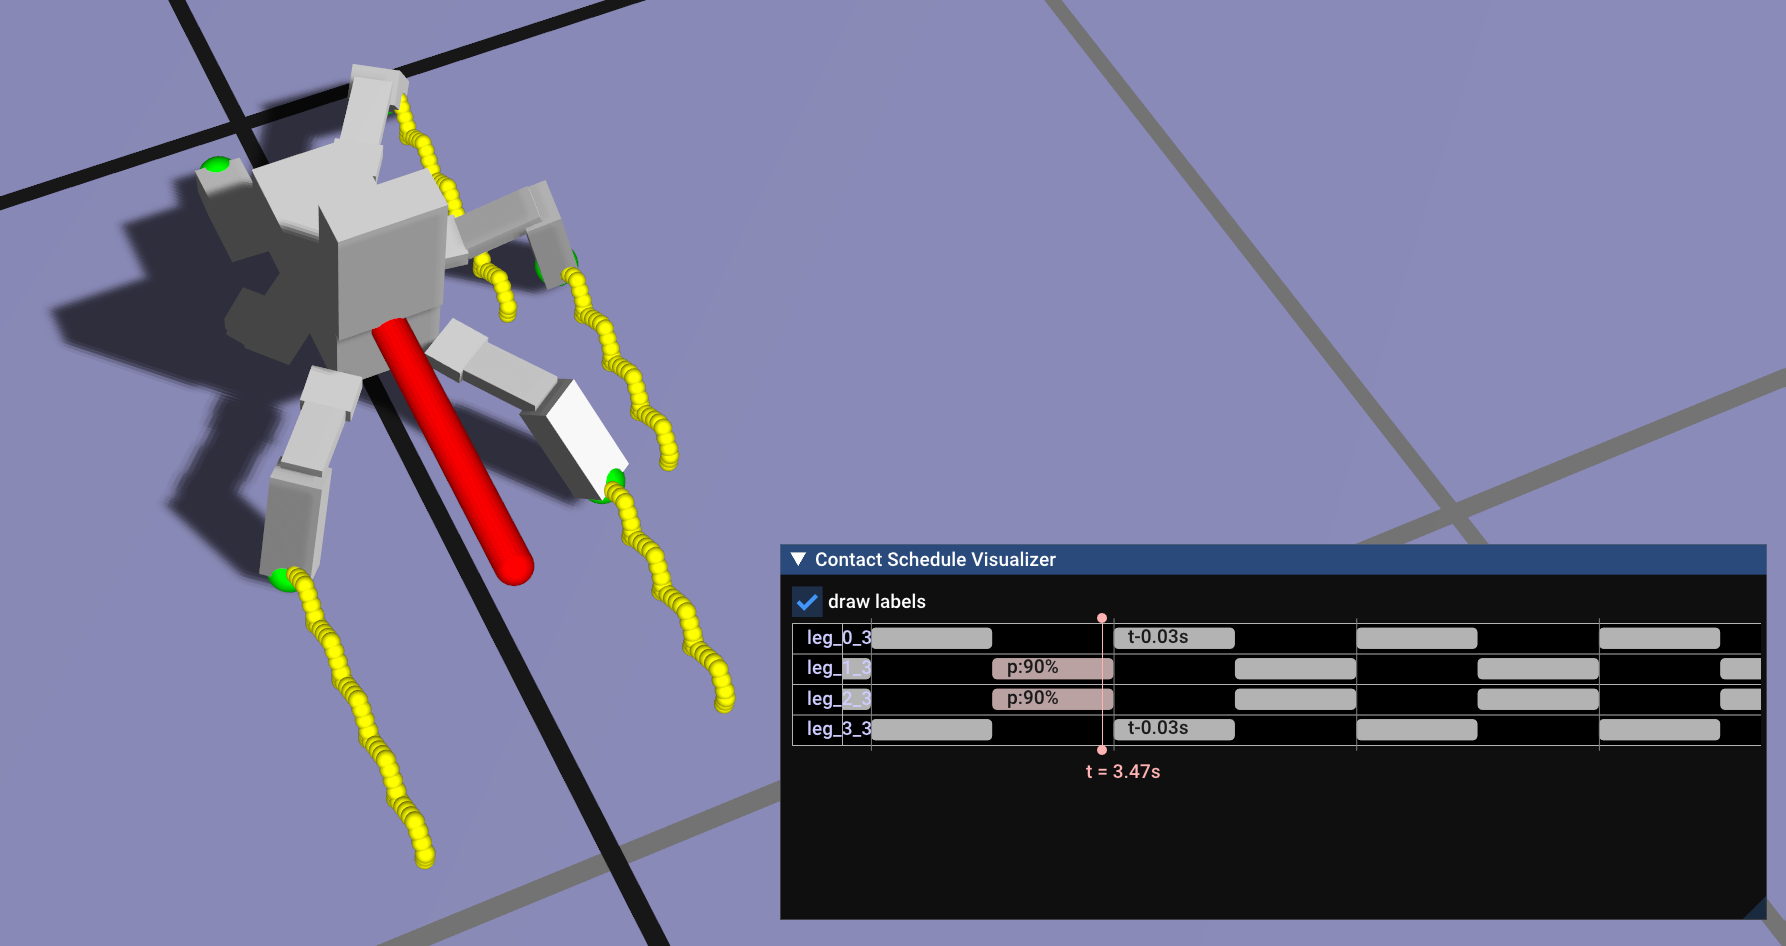 Contact Schedule Visualizer
draw labels
leg_0_3 t-0.03s
leg_1_3 p:90%
leg_2_3 p:90%
leg_3_3 t-0.03s
t = 3.47s